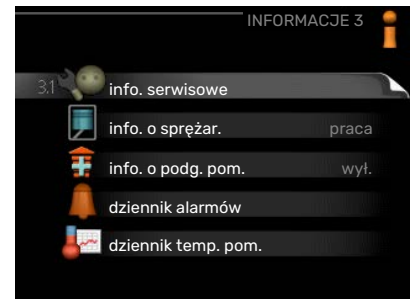 INFORMACJE 3
3.1 info. serwisowe
info. o sprężar. praca
info. o podg. pom. wył.
dziennik alarmów
dziennik temp. pom.